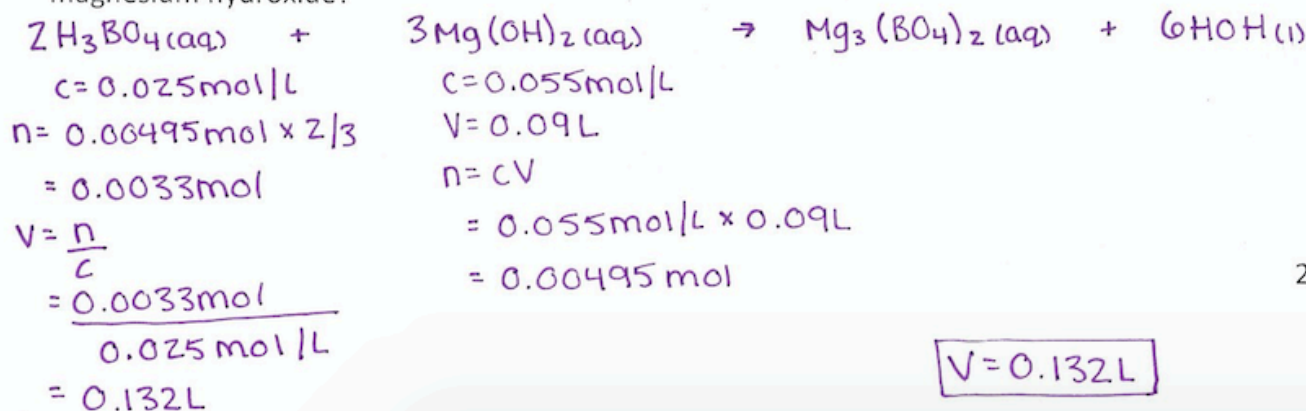 magnesium hydroxide?
2H₃BO₄(aq) + 3Mg(OH)₂(aq) → Mg₃(BO₄)₂(aq) + 6HOH(l)
c=0.025mol/L
n= 0.00495mol x 2/3
= 0.0033mol
V= n
c
= 0.0033mol
0.025mol/L
= 0.132L
c=0.055mol/L
V=0.09L
n= cV
= 0.055mol/L x 0.09L
= 0.00495 mol
2
V=0.132L